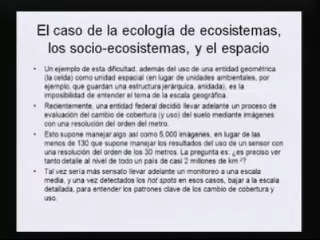 El caso de la ecología de ecosistemas,
los socio-ecosistemas, y el espacio
• Un ejemplo de esta dificultad, además del uso de una entidad geométrica
(la celda) como unidad espacial (en lugar de unidades ambientales, por
ejemplo, que guardan una estructura jerárquica, anidada), es la
imposibilidad de entender el tema de la escala geográfica.
• Recientemente, una entidad federal decidió llevar adelante un proceso de
evaluación del cambio de cobertura (y uso) del suelo mediante imágenes
con una resolución del orden del metro.
• Esto supone manejar algo así como 5,000 imágenes, en lugar de las
menos de 130 que supone manejar los resultados del uso de un sensor con
una resolución del orden de los 30 metros. La pregunta es: ¿es preciso ver
tanto detalle al nivel de todo un país de casi 2 millones de km ²?
• Tal vez sería más sensato llevar adelante un monitoreo a una escala
media, y una vez detectados los hot spots en esos casos, bajar a la escala
detallada, para entender los patrones clave de los cambio de cobertura y
uso.